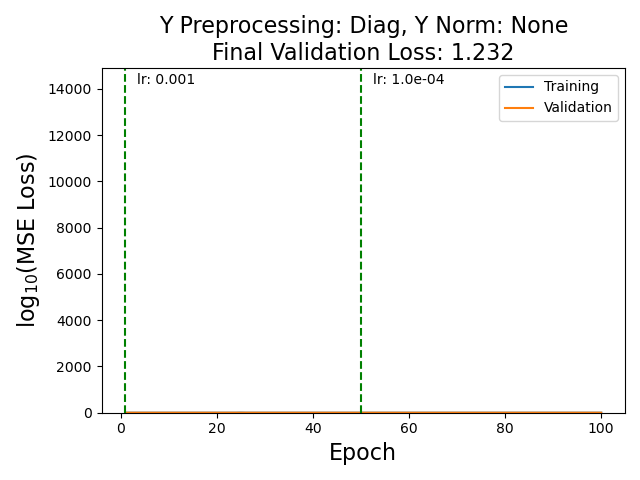 Y Preprocessing: Diag, Y Norm: None
Final Validation Loss: 1.232
lr: 0.001
lr: 1.0e-04
Training
Validation
14000
12000
10000
8000
6000
4000
2000
0
log10(MSE Loss)
0 20 40 60 80 100
Epoch